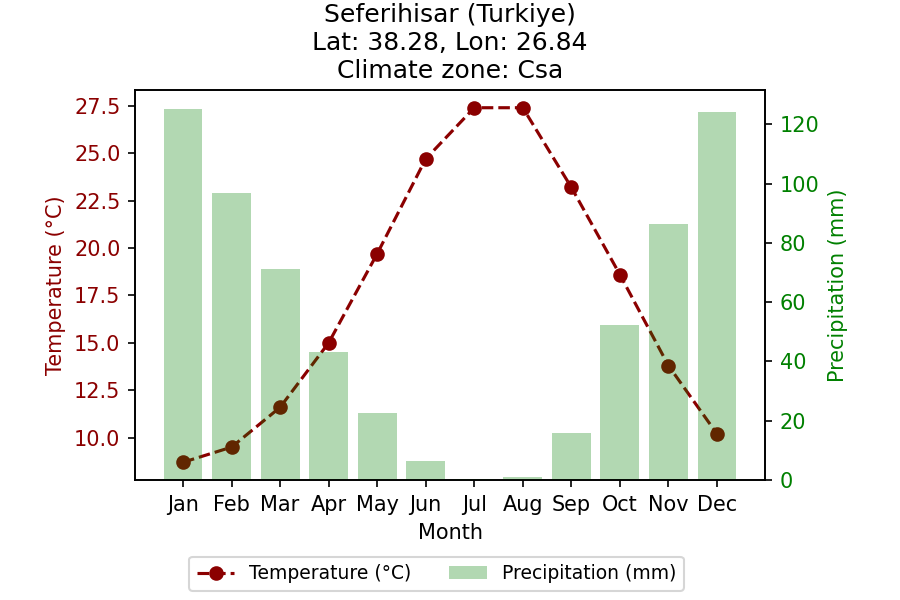 Seferihisar (Turkiye)
Lat: 38.28, Lon: 26.84
Climate zone: Csa
27.5
25.0
22.5
20.0
17.5
15.0
12.5
10.0
Temperature (°C)
120
100
80
60
40
20
0
Precipitation (mm)
Jan Feb Mar Apr May Jun Jul Aug Sep Oct Nov Dec
Month
Temperature (°C) Precipitation (mm)